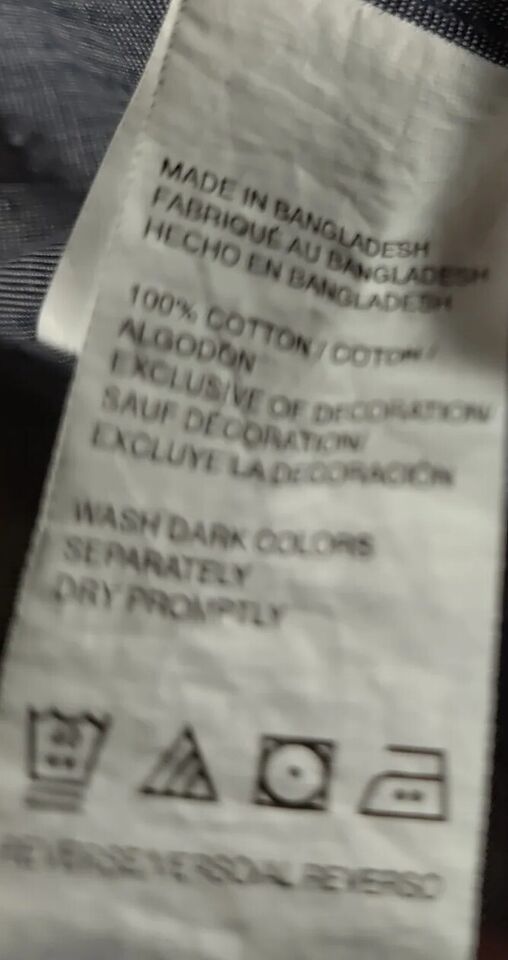 MADE IN BANGLADESH
FABRIQUÉ AU BANGLADESH
HECHO EN BANGLADESH
100% COTTON / COTON /
ALGODÓN
EXCLUSIVE OF DECORATION/
SAUF DÉCORATION/
EXCLUYE LA DECORACIÓN
WASH DARK COLORS
SEPARATELY
DRY PROMPTLY
REVERSO